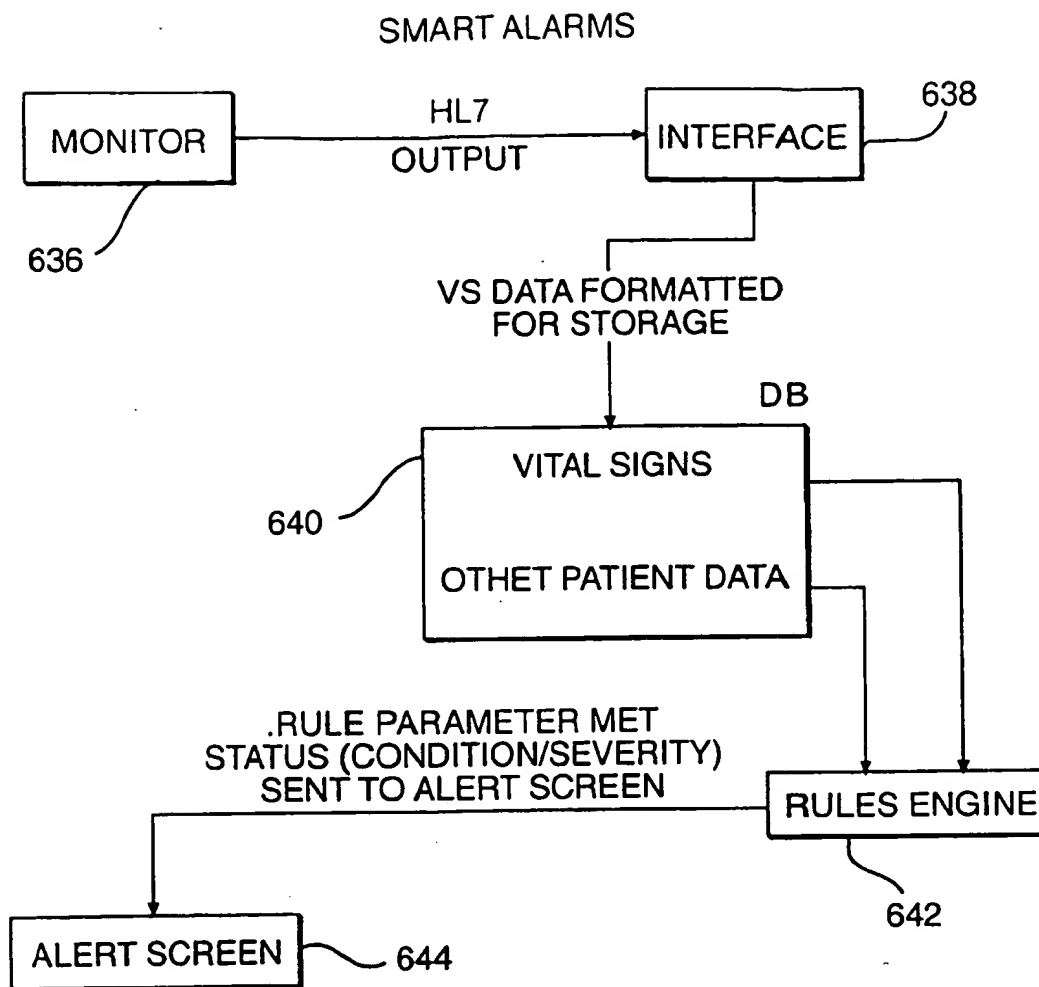 SMART ALARMS
MONITOR
HL7
OUTPUT
INTERFACE
638
636
VS DATA FORMATTED
FOR STORAGE
DB
VITAL SIGNS
640
OTHET PATIENT DATA
.RULE PARAMETER MET
STATUS (CONDITION/SEVERITY)
SENT TO ALERT SCREEN
RULES ENGINE
642
ALERT SCREEN
644